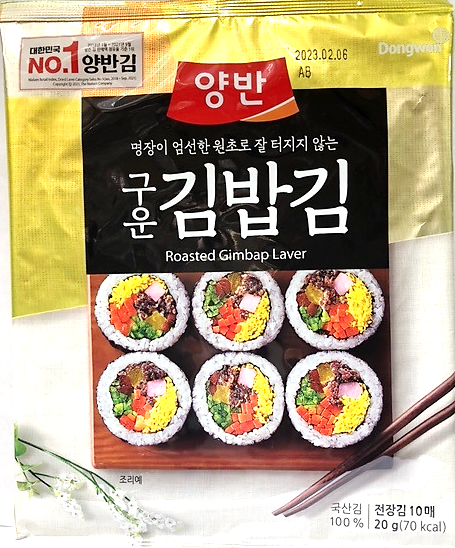 대한민국
NO.1 양반김
2023.02.06
AB
Dongwon
양반
명장이 엄선한 원초로 잘 터지지 않는
구운 김밥김
Roasted Gimbap Laver
조리예
국산김 100 %
전장김 10매
20 g(70 kcal)